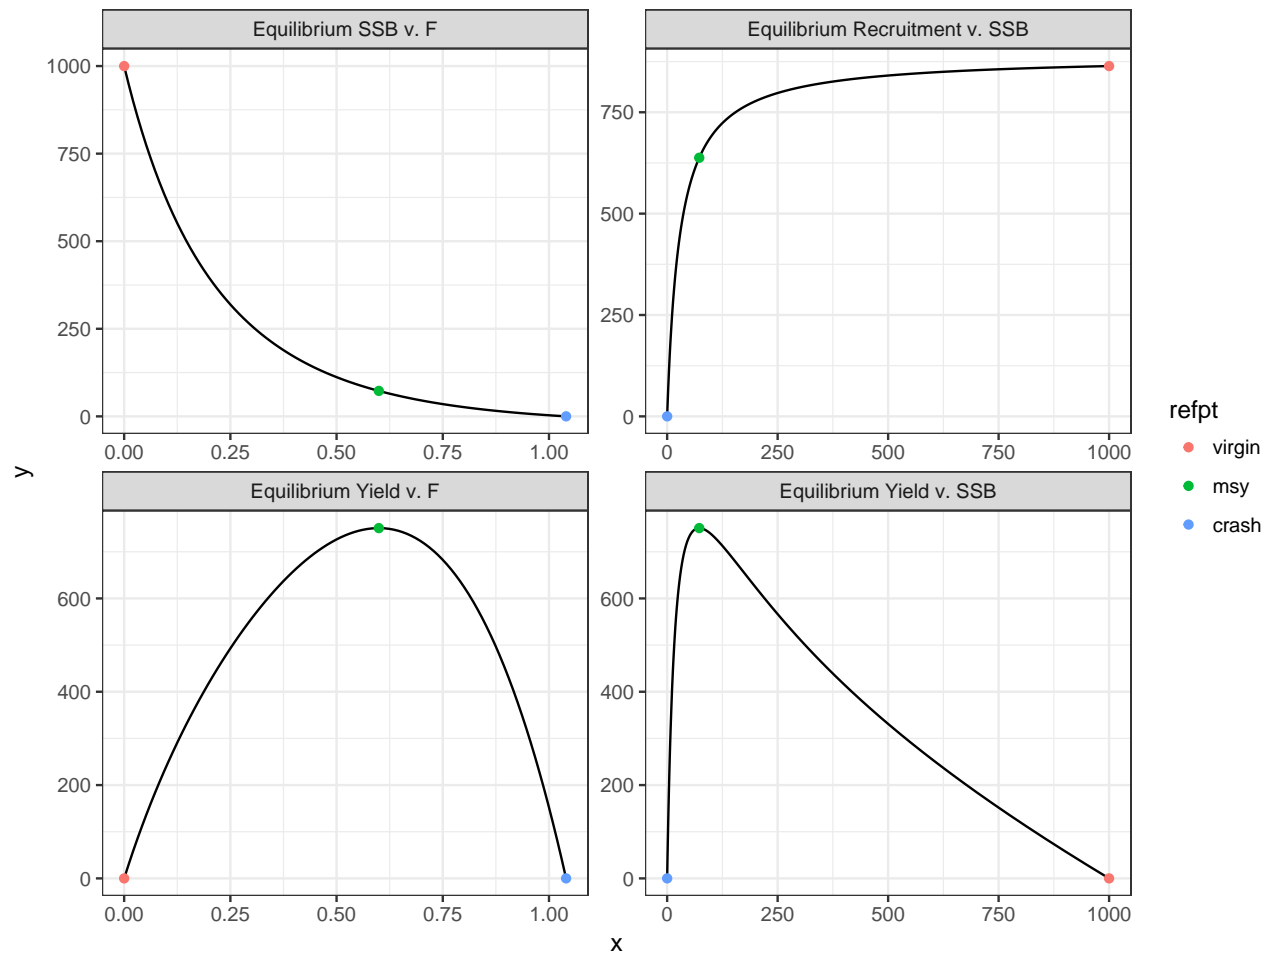 Equilibrium SSB v. F
Equilibrium Recruitment v. SSB
1000
750
500
250
0
750
500
250
0
0.00 0.25 0.50 0.75 1.00
0 250 500 750 1000
Equilibrium Yield v. F
Equilibrium Yield v. SSB
600
400
200
0
600
400
200
0
0.00 0.25 0.50 0.75 1.00
0 250 500 750 1000
x
y
refpt
virgin
msy
crash